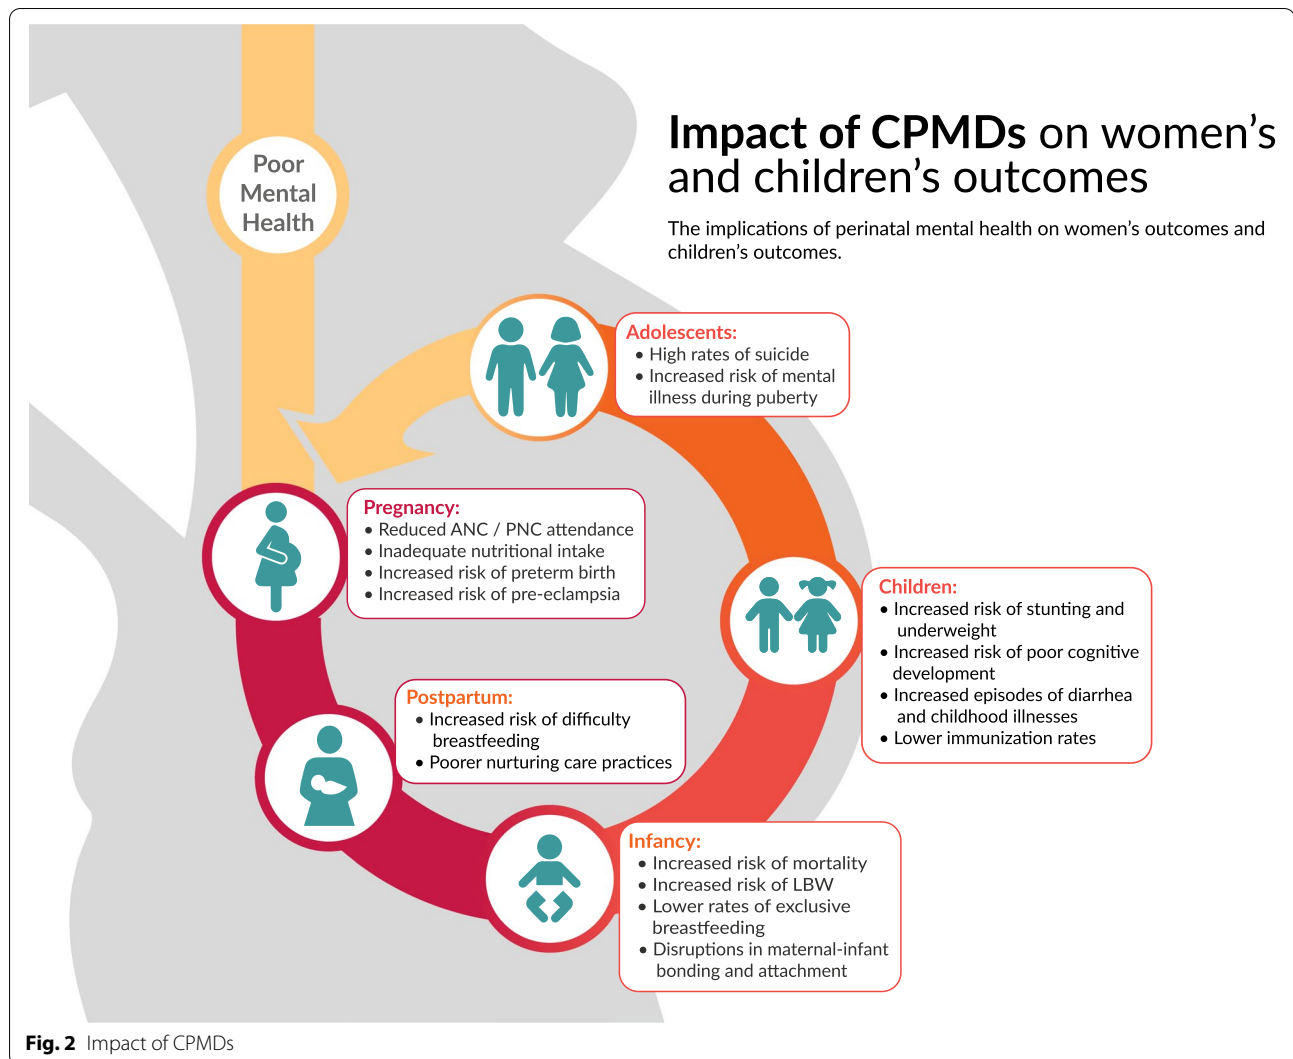 Impact of CPMDs on women’s
and children’s outcomes
The implications of perinatal mental health on women’s outcomes and
children’s outcomes.
Poor
Mental
Health
Adolescents:
• High rates of suicide
• Increased risk of mental
illness during puberty
Pregnancy:
• Reduced ANC / PNC attendance
• Inadequate nutritional intake
• Increased risk of preterm birth
• Increased risk of pre-eclampsia
Children:
• Increased risk of stunting and
underweight
• Increased risk of poor cognitive
development
• Increased episodes of diarrhea
and childhood illnesses
• Lower immunization rates
Postpartum:
• Increased risk of difficulty
breastfeeding
• Poorer nurturing care practices
Infancy:
• Increased risk of mortality
• Increased risk of LBW
• Lower rates of exclusive
breastfeeding
• Disruptions in maternal-infant
bonding and attachment
Fig. 2 Impact of CPMDs